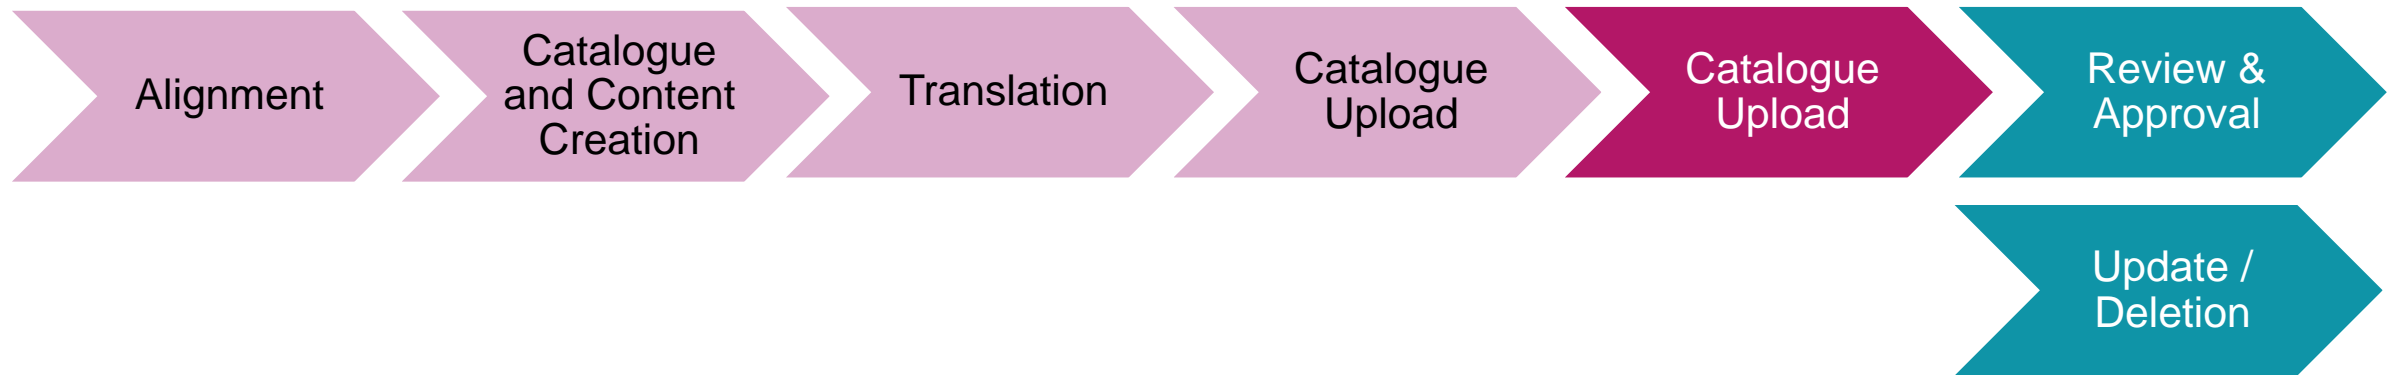 Alignment
Catalogue
and Content
Creation
Translation
Catalogue
Upload
Catalogue
Upload
Review &
Approval
Update /
Deletion